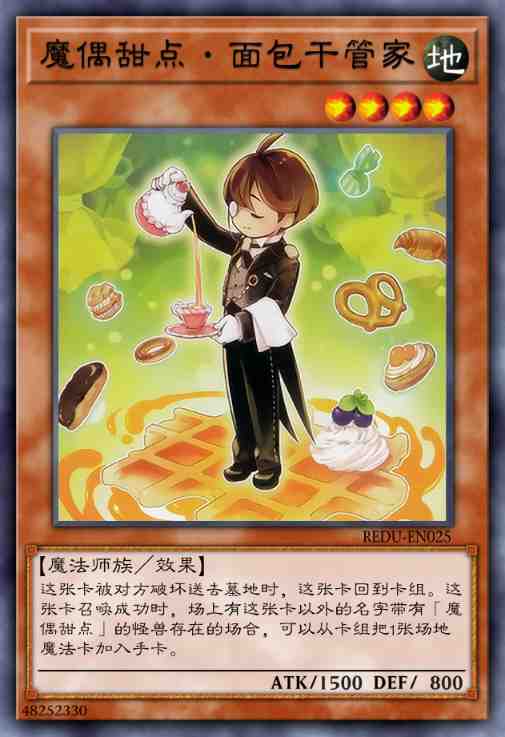 魔偶甜点·面包干管家
地
REDU-EN025
【魔法师族／效果】
这张卡被对方破坏送去墓地时，这张卡回到卡组。这
张卡召唤成功时，场上有这张卡以外的名字带有「魔
偶甜点」的怪兽存在的场合，可以从卡组把1张场地
魔法卡加入手卡。
ATK/1500 DEF/ 800
48252330